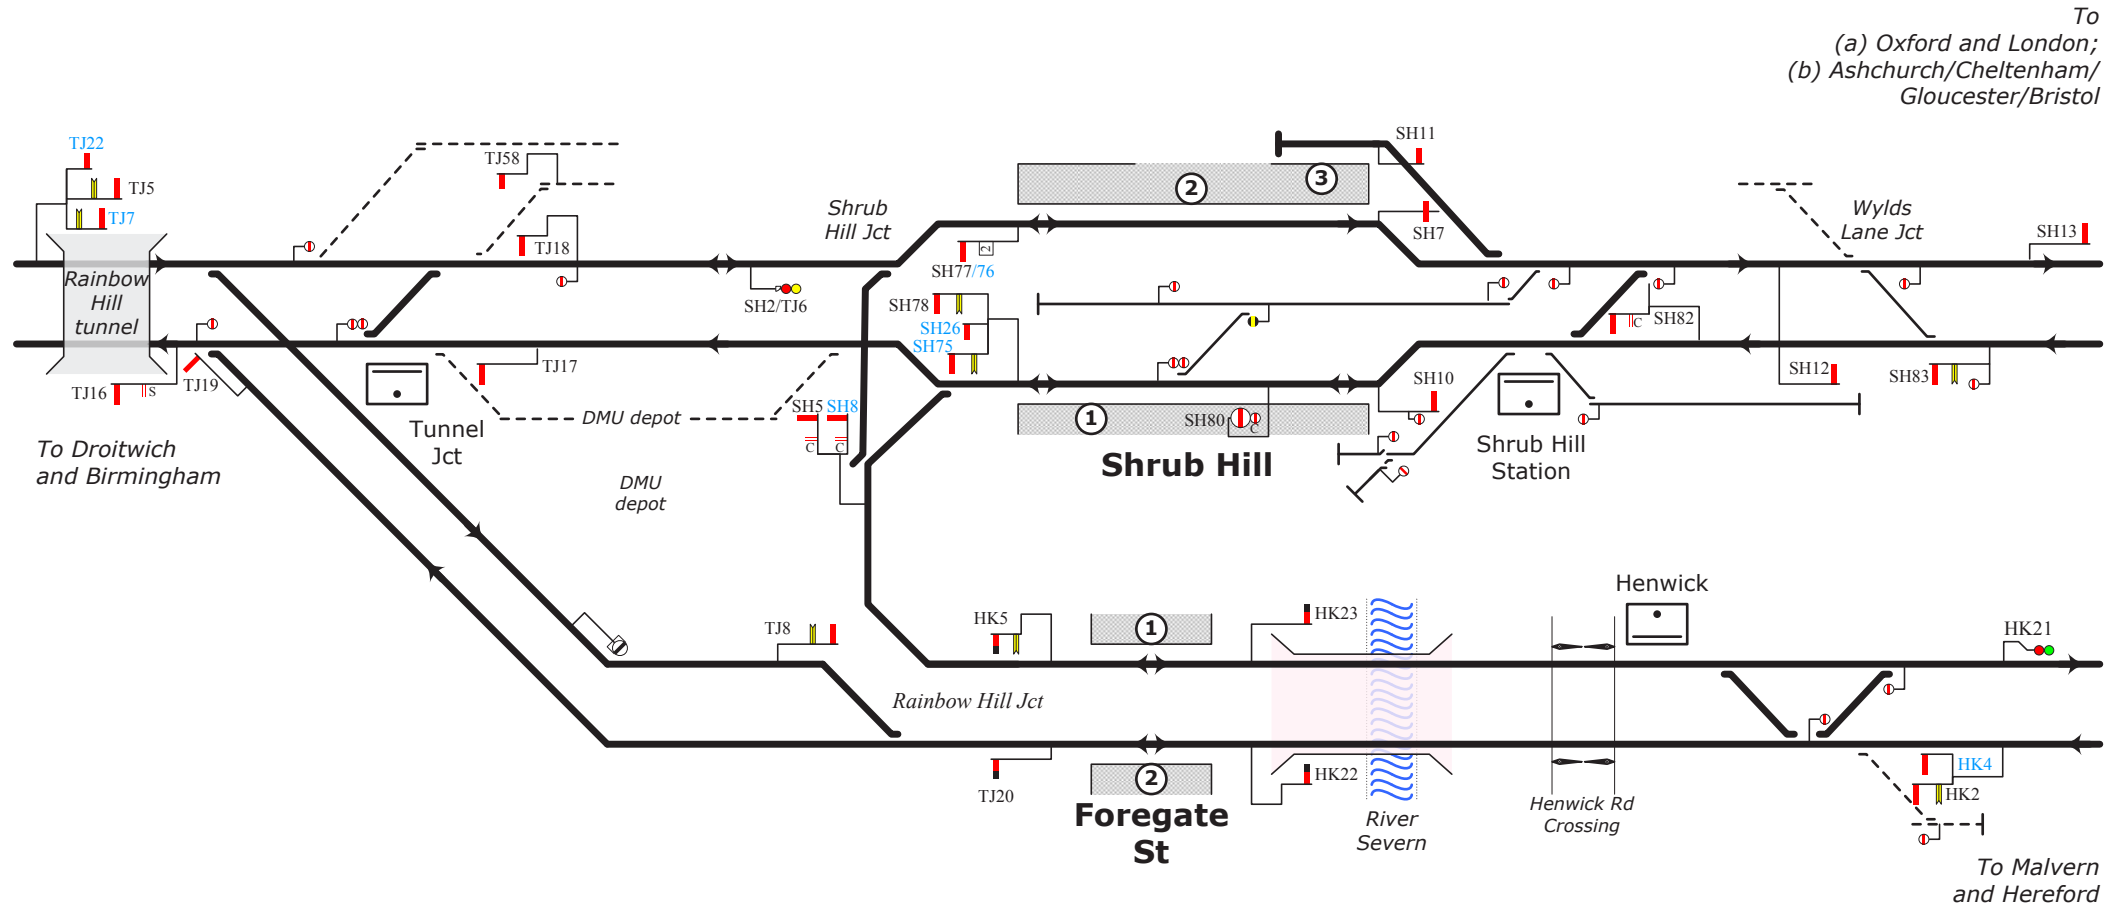 To
(a) Oxford and London;
(b) Ashchurch/Cheltenham/
Gloucester/Bristol
TJ22
TJ5
TJ7
TJ58
TJ18
Shrub
Hill Jct
2
3
SH11
SH7
Wylds
Lane Jct
SH13
Rainbow
Hill
tunnel
SH2/TJ6
2
SH77/76
SH78
SH26
SH75
SH82
C
TJ16
S
TJ19
TJ17
Tunnel
Jct
DMU depot
SH5
SH8
C
C
1
SH80
C
SH10
SH12
SH83
Shrub Hill
Shrub Hill
Station
To Droitwich
and Birmingham
DMU
depot
Henwick
TJ8
HK5
1
HK23
HK21
Rainbow Hill Jct
TJ20
2
HK22
HK4
HK2
Foregate
St
River
Severn
Henwick Rd
Crossing
To Malvern
and Hereford